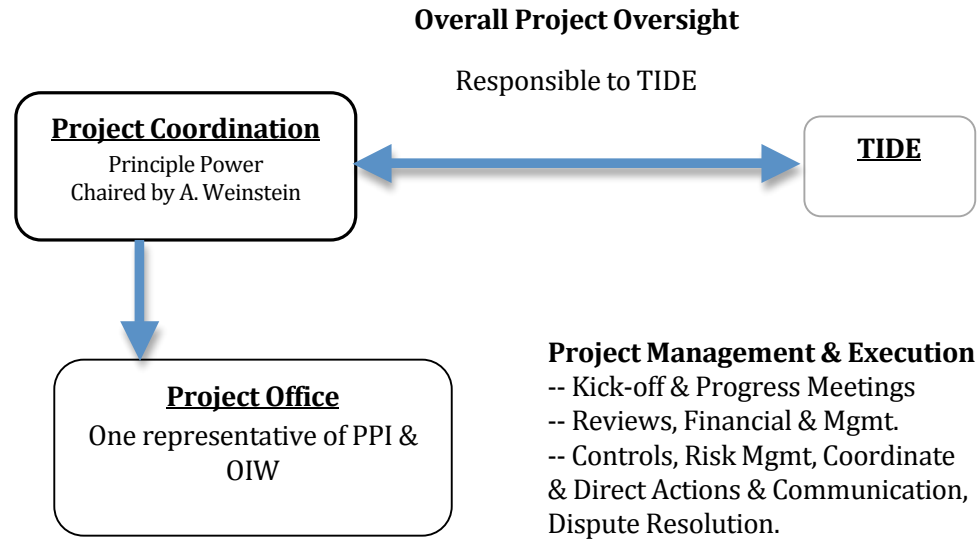 Overall Project Oversight
Responsible to TIDE
Project Coordination
Principle Power
Chaired by A. Weinstein
TIDE
Project Office
One representative of PPI &
OIW
Project Management & Execution
-- Kick-off & Progress Meetings
-- Reviews, Financial & Mgmt.
-- Controls, Risk Mgmt, Coordinate
& Direct Actions & Communication,
Dispute Resolution.